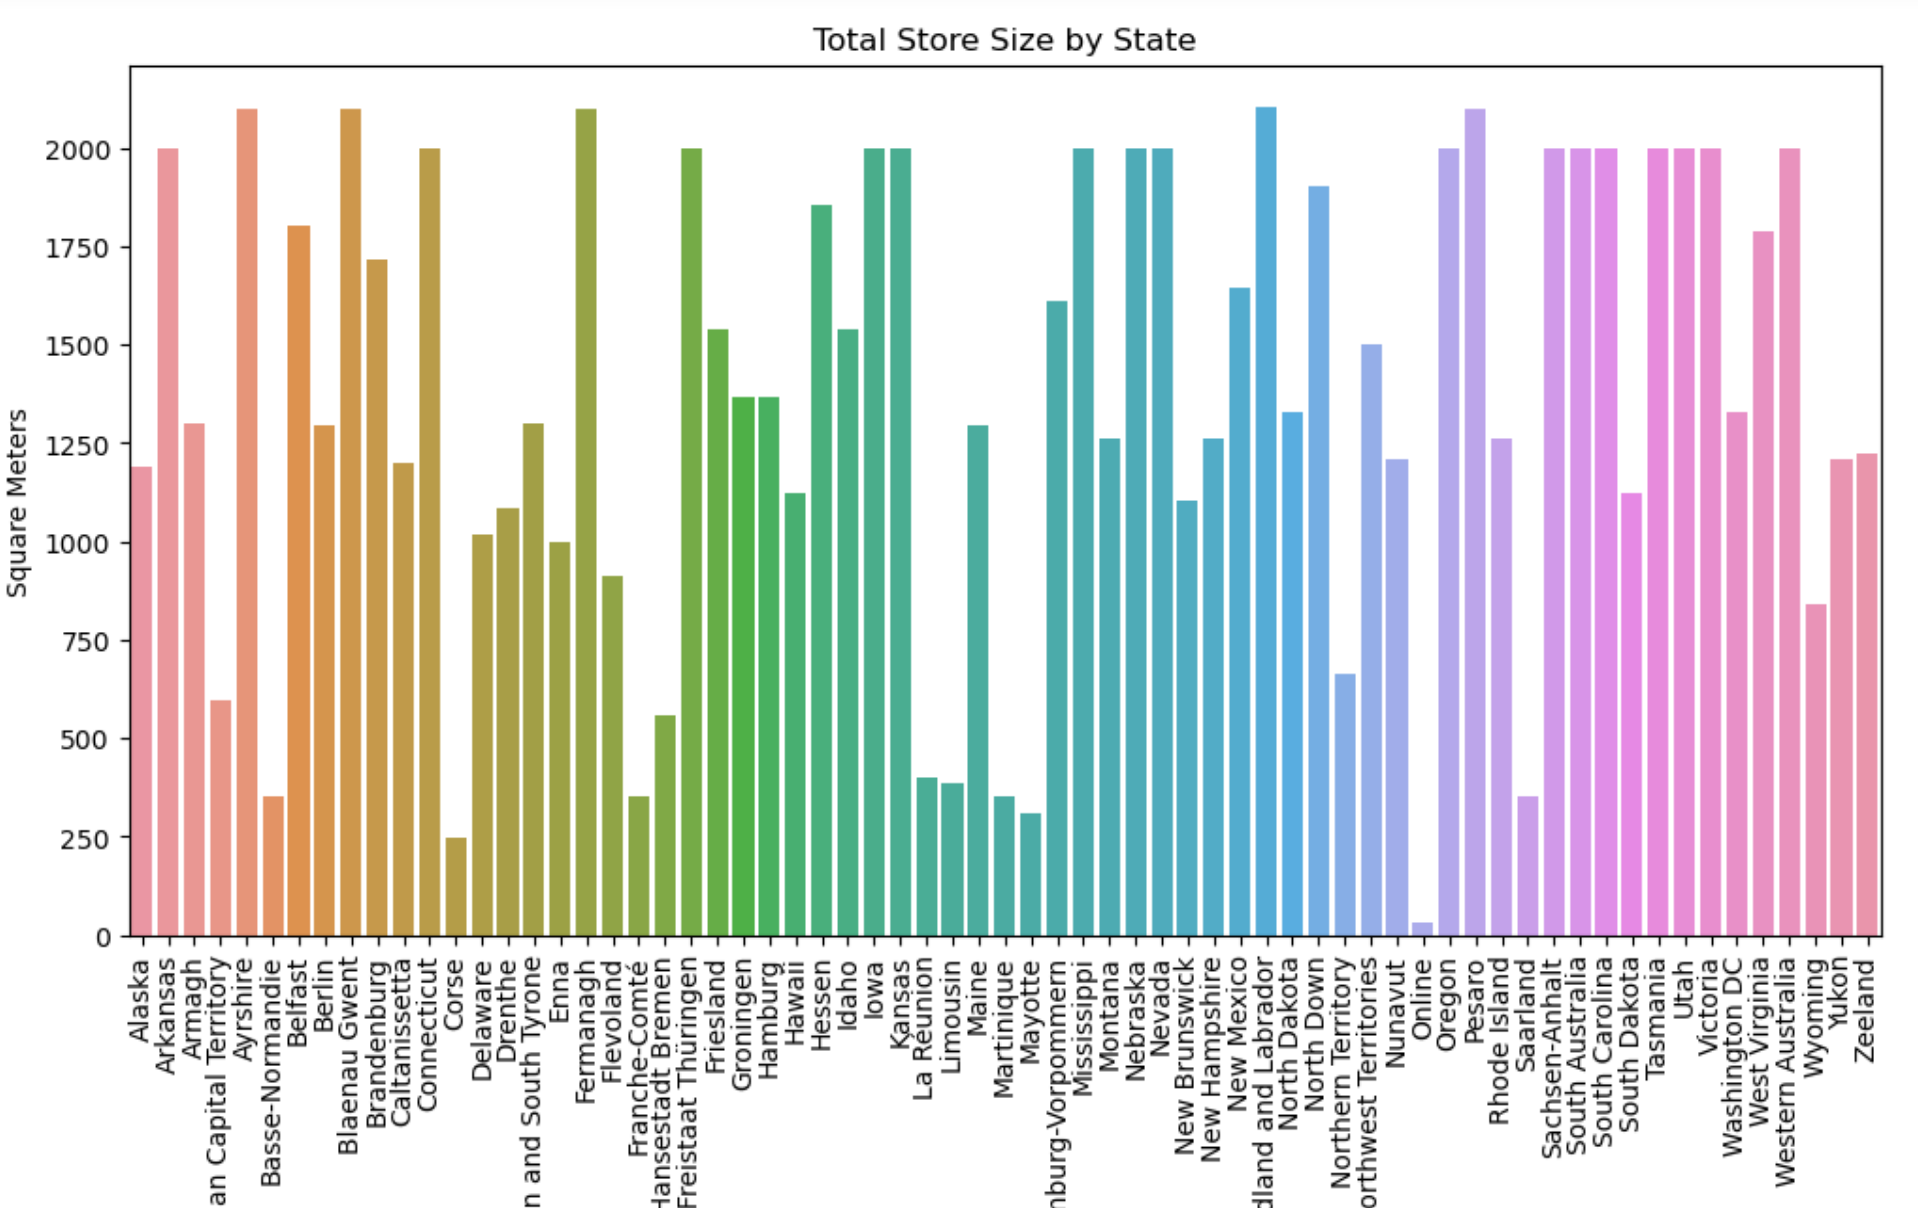 Total Store Size by State
Square Meters
2000
1750
1500
1250
1000
750
500
250
0
Alaska
Arkansas
Armagh
an Capital Territory
Ayrshire
Basse-Normandie
Belfast
Berlin
Blaenau Gwent
Brandenburg
Caltanissetta
Connecticut
Corse
Delaware
Drenthe
n and South Tyrone
Enna
Fermanagh
Flevoland
Franche-Comté
Hansestadt Bremen
Freistaat Thüringen
Friesland
Groningen
Hamburg
Hawaii
Hessen
Idaho
Iowa
Kansas
La Réunion
Limousin
Maine
Martinique
Mayotte
nburg-Vorpommern
Mississippi
Montana
Nebraska
Nevada
New Brunswick
New Hampshire
New Mexico
dland and Labrador
North Dakota
North Down
Northern Territory
orthwest Territories
Nunavut
Online
Oregon
Pesaro
Rhode Island
Saarland
Sachsen-Anhalt
South Australia
South Carolina
South Dakota
Tasmania
Utah
Victoria
Washington DC
West Virginia
Western Australia
Wyoming
Yukon
Zeeland